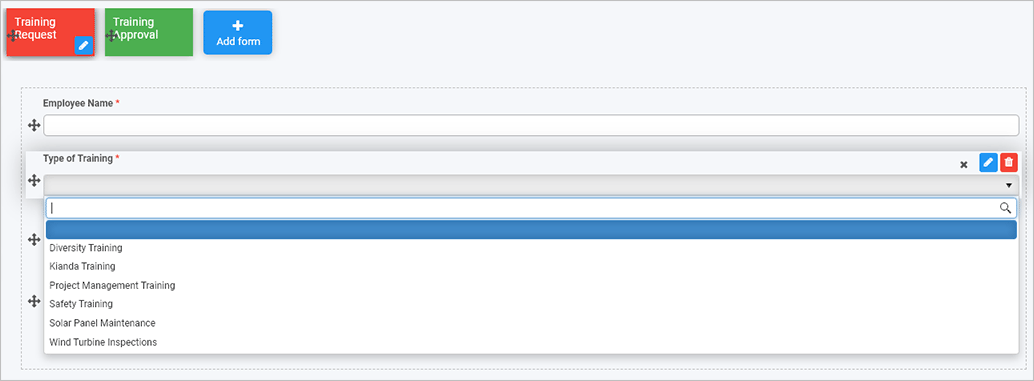 Training
Request
Training
Approval
Add form
Employee Name *
Type of Training *
Diversity Training
Kianda Training
Project Management Training
Safety Training
Solar Panel Maintenance
Wind Turbine Inspections